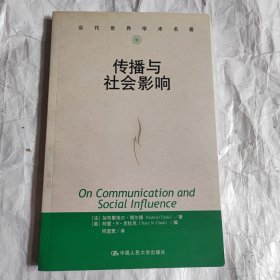 当代世界学术名著
传播与
社会影响
On Communication and
Social Influence
[法] 加布里埃尔·塔尔德 (Gabriel Tarde) 著
[美] 特里·N·克拉克 (Terry N. Clark) 编
何道宽 译
中国人民大学出版社